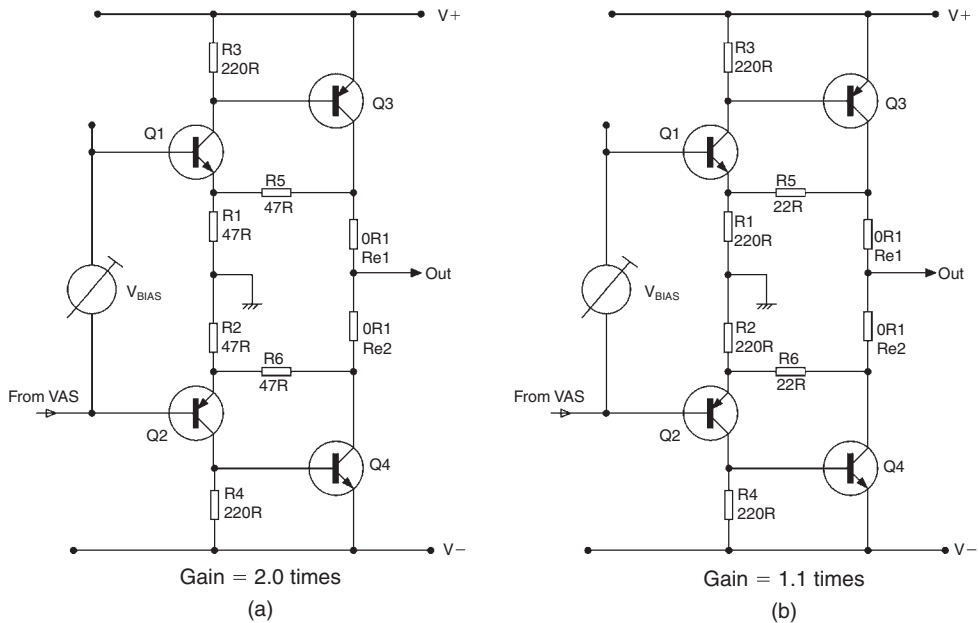 V+
R3
220R
Q3
Q1
R5
47R
R1
47R
0R1
Re1
Out
V_BIAS
R2
47R
0R1
Re2
R6
47R
From VAS
Q2
Q4
R4
220R
V−
Gain = 2.0 times
(a)
V+
R3
220R
Q3
Q1
R5
22R
R1
220R
0R1
Re1
Out
V_BIAS
R2
220R
0R1
Re2
R6
22R
From VAS
Q2
Q4
R4
220R
V−
Gain = 1.1 times
(b)